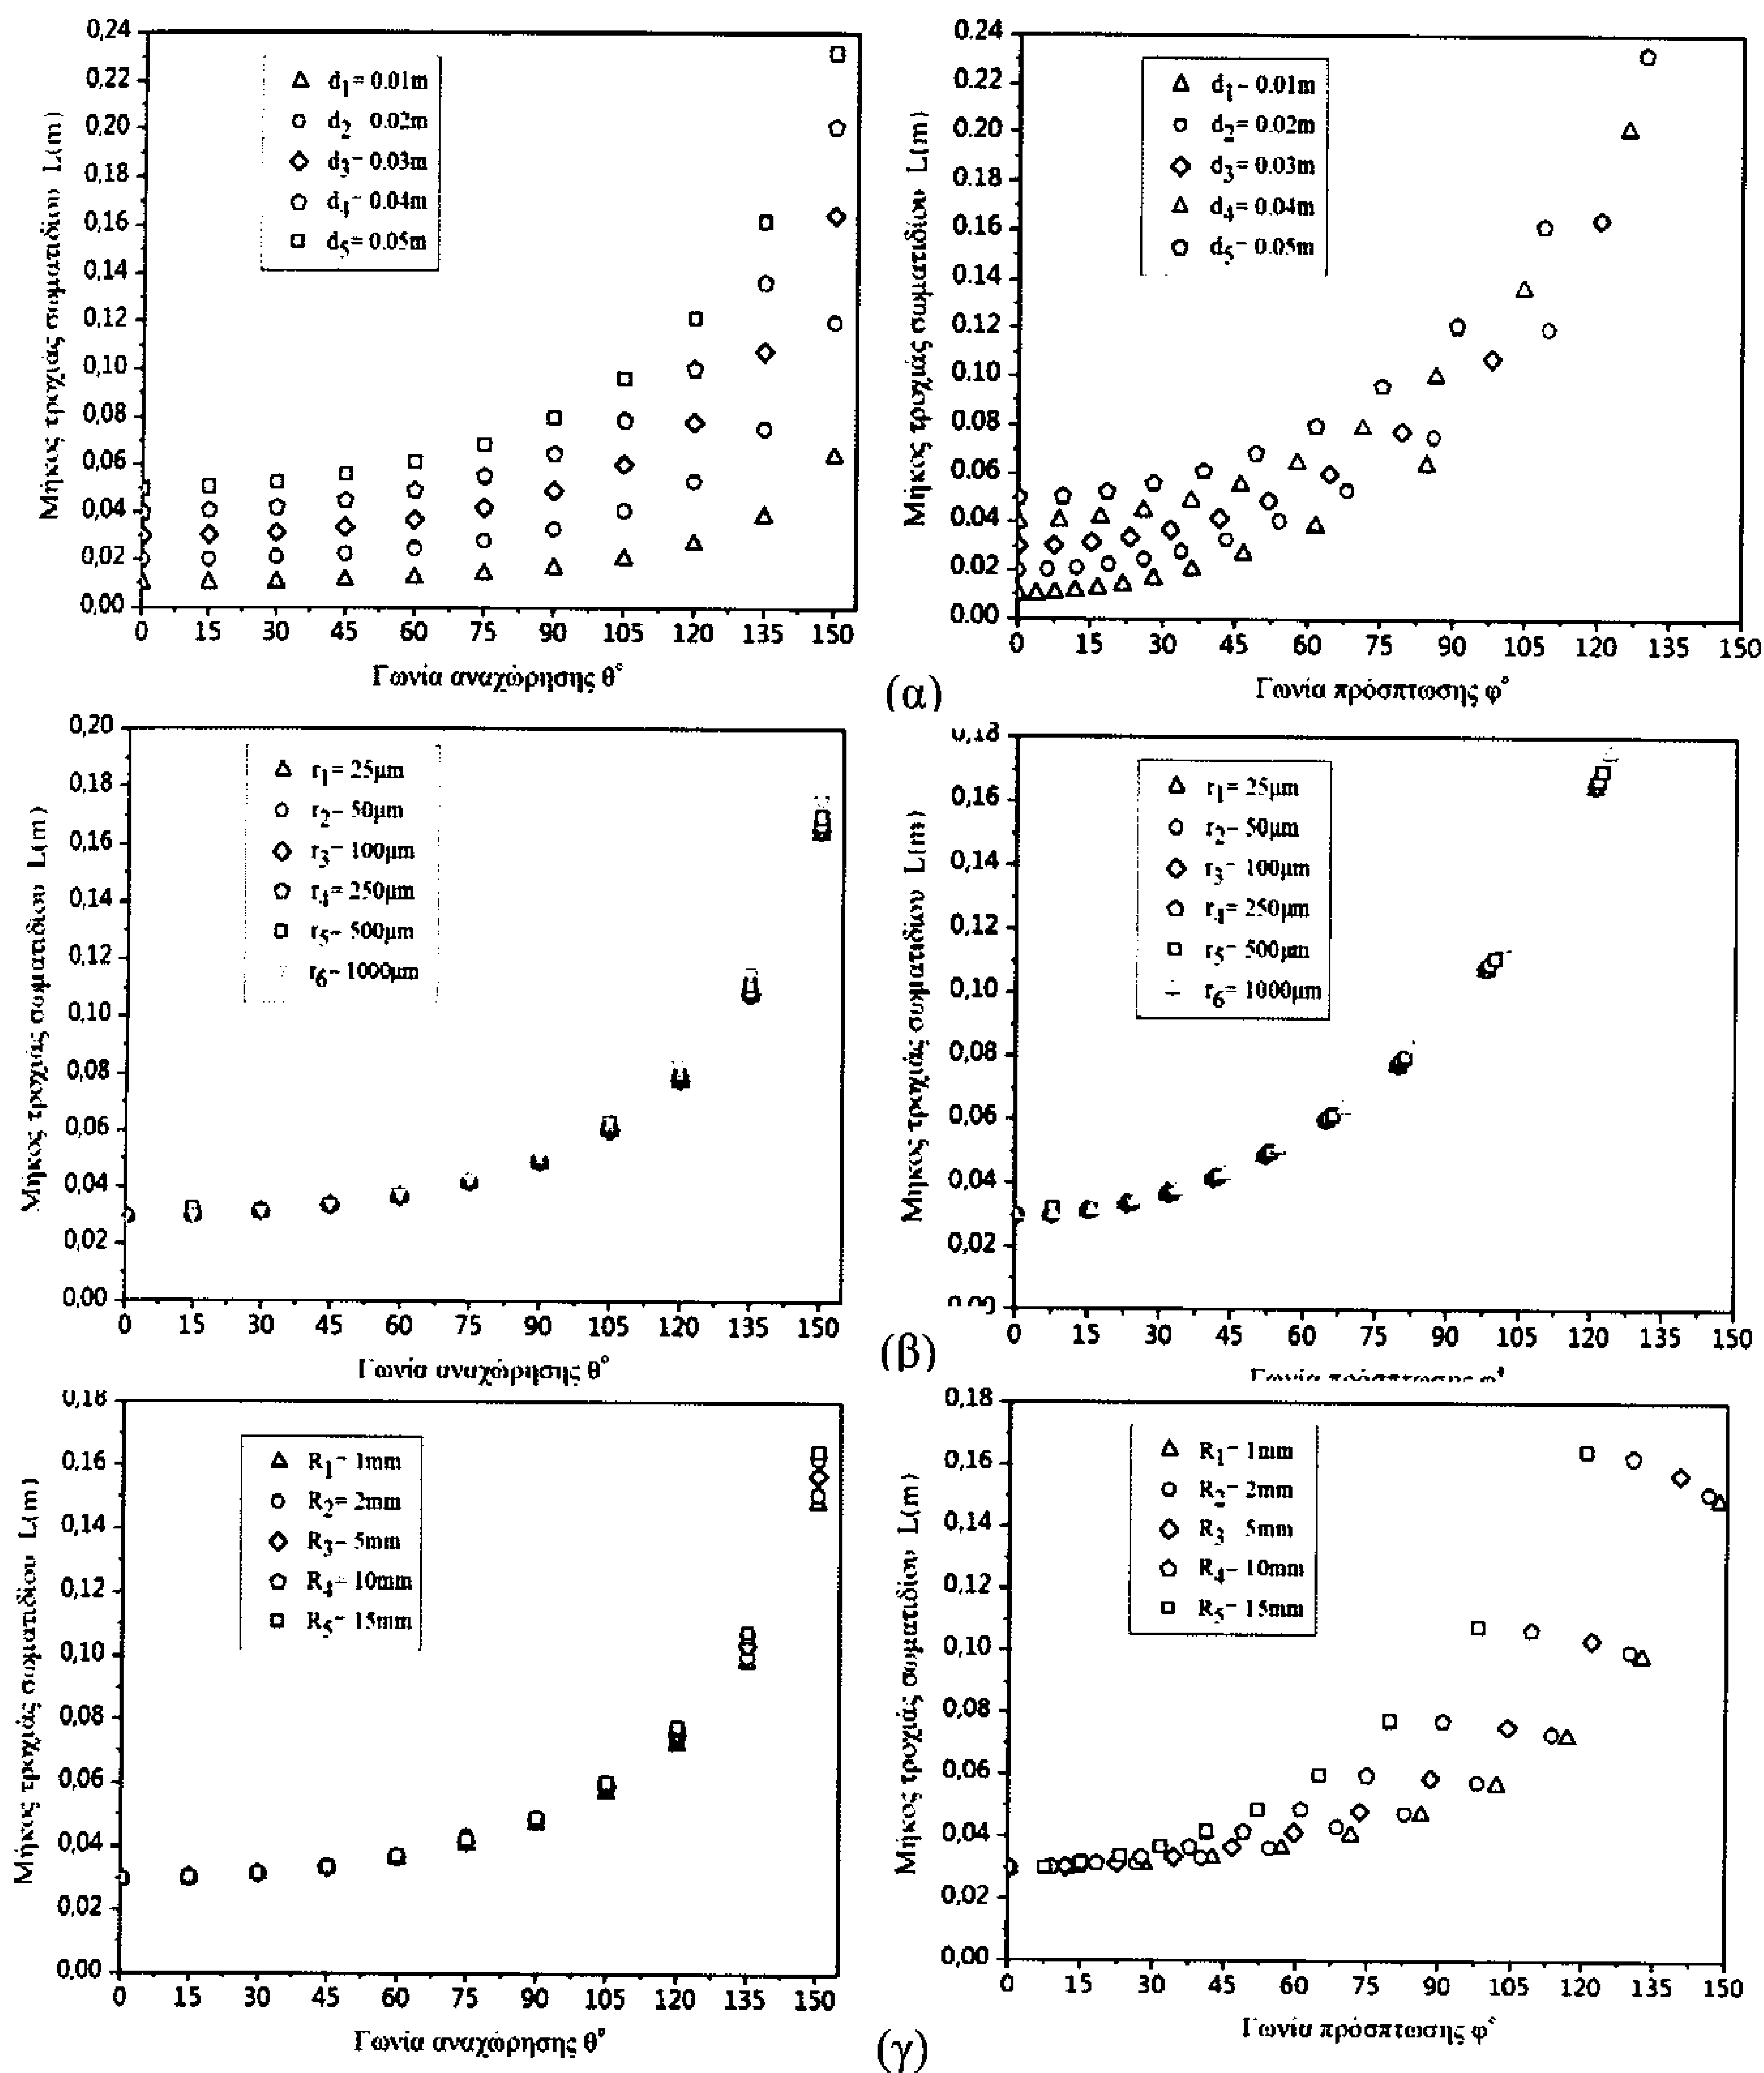 0,24
0,22
0,20
0,18
0,16
0,14
0,12
0,10
0,08
0,06
0,04
0,02
0,00
Μήκος τροχιάς σωματιδίου L(m)
d1= 0.01m
d2 0.02m
d3− 0.03m
d4− 0.04m
d5= 0.05m
0 15 30 45 60 75 90 105 120 135 150
Γωνία αναχώρησης θ°
0.24
0.22
0.20
0.18
0.16
0.14
0.12
0.10
0.08
0.06
0.04
0.02
0.00
Μήκος τροχιάς σωματιδίου L(m)
d1− 0.01m
d2= 0.02m
d3= 0.03m
d4= 0.04m
d5− 0.05m
0 15 30 45 60 75 90 105 120 135 150
Γωνία πρόσπτωσης φ°
(α)
0,20
0,18
0,16
0,14
0,12
0,10
0,08
0,06
0,04
0,02
0,00
Μήκος τροχιάς σωματιδίου L(m)
r1= 25μm
r2− 50μm
r3− 100μm
r4= 250μm
r5− 500μm
r6− 1000μm
0 15 30 45 60 75 90 105 120 135 150
Γωνία αναχώρησης θ°
0,18
0,16
0,14
0,12
0,10
0,08
0,06
0,04
0,02
0,00
Μήκος τροχιάς σωματιδίου L(m)
r1= 25μm
r2− 50μm
r3− 100μm
r4= 250μm
r5− 500μm
r6= 1000μm
0 15 30 45 60 75 90 105 120 135 150
Γωνία πρόσπτωσης φ°
(β)
0,18
0,16
0,14
0,12
0,10
0,08
0,06
0,04
0,02
0,00
Μήκος τροχιάς σωματιδίου L(m)
R1− 1mm
R2= 2mm
R3− 5mm
R4− 10mm
R5− 15mm
0 15 30 45 60 75 90 105 120 135 150
Γωνία αναχώρησης θ°
0,18
0,16
0,14
0,12
0,10
0,08
0,06
0,04
0,02
0,00
Μήκος τροχιάς σωματιδίου L(m)
R1− 1mm
R2− 2mm
R3 5mm
R4− 10mm
R5− 15mm
0 15 30 45 60 75 90 105 120 135 150
Γωνία πρόσπτωσης φ°
(γ)